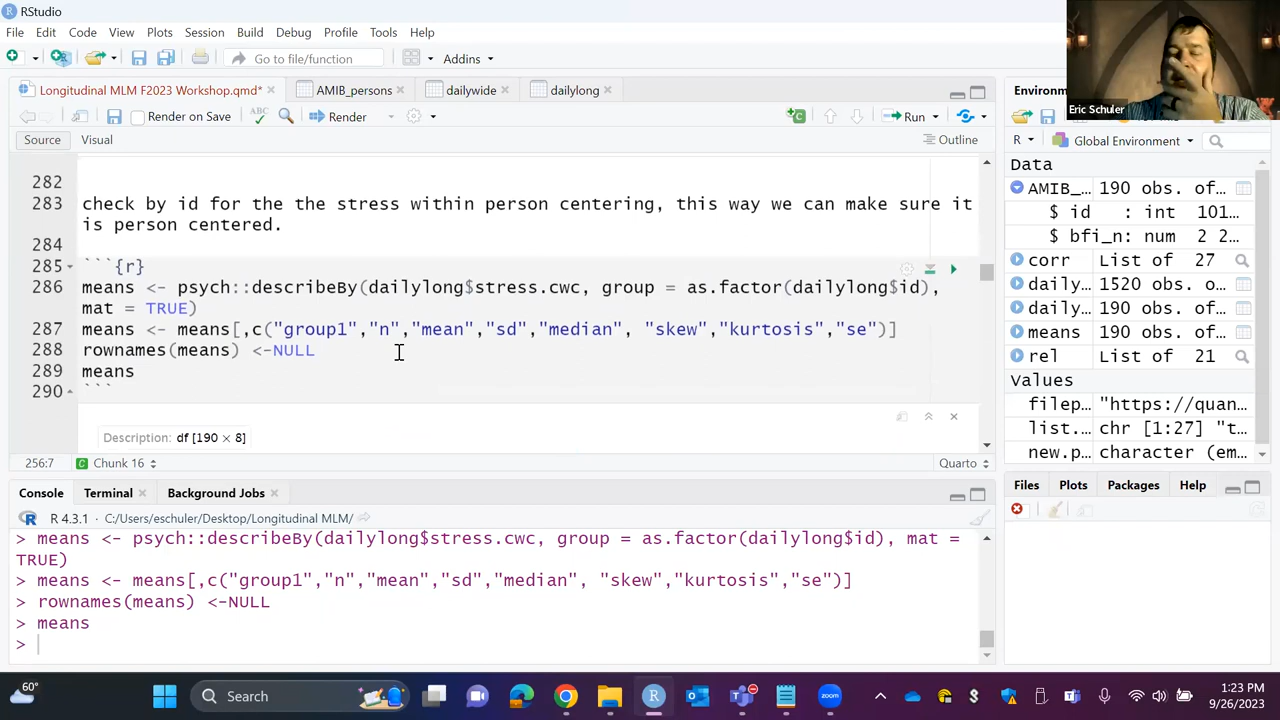 RStudio
File Edit Code View Plots Session Build Debug Profile Tools Help
Go to file/function
Addins
Eric Schuler
Longitudinal MLM F2023 Workshop.qmd*
AMIB_persons
dailywide
dailylong
Render on Save
ABC
Render
Run
Source
Visual
Outline
282
283 check by id for the the stress within person centering, this way we can make sure it
is person centered.
284
285 ```{r}
286 means <- psych::describeBy(dailylong$stress.cwc, group = as.factor(dailylong$id),
mat = TRUE)
287 means <- means[,c("group1","n","mean","sd","median", "skew","kurtosis","se")]
288 rownames(means) <-NULL
289 means
290 ```
Description: df [190 × 8]
256:7
Chunk 16
Quarto
Console
Terminal
Background Jobs
R 4.3.1 · C:/Users/eschuler/Desktop/Longitudinal MLM/
> means <- psych::describeBy(dailylong$stress.cwc, group = as.factor(dailylong$id), mat =
TRUE)
> means <- means[,c("group1","n","mean","sd","median", "skew","kurtosis","se")]
> rownames(means) <-NULL
> means
>
Environm
R
Global Environment
Data
AMIB_… 190 obs. of…
$ id : int 101…
$ bfi_n: num 2 2…
corr List of 27
daily… 1520 obs. of…
daily… 190 obs. of…
means 190 obs. of…
rel List of 21
Values
filep… "https://quan…
list.… chr [1:27] "t…
new.p… character (em…
Files
Plots
Packages
Help
60°
Search
1:23 PM
9/26/2023